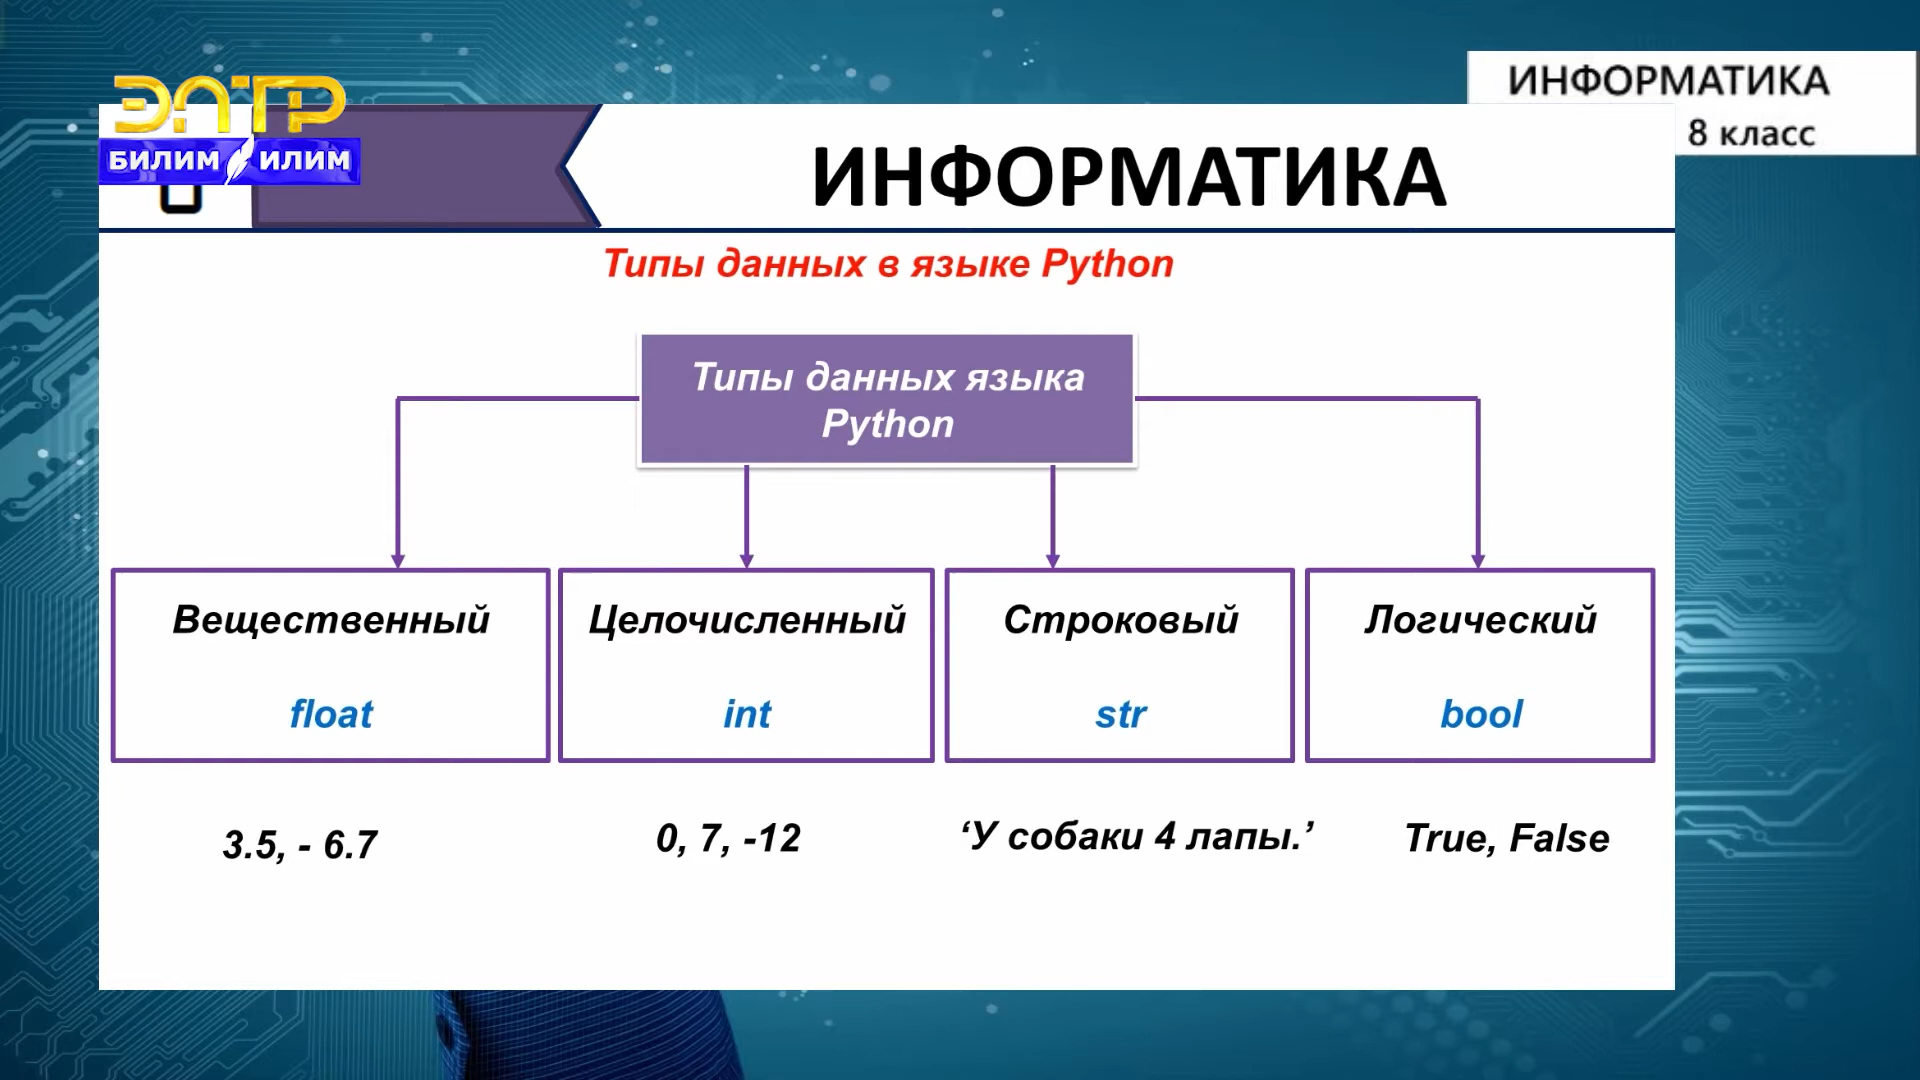 ЭЛТР
БИЛИМ ИЛИМ
ИНФОРМАТИКА
8 класс
ИНФОРМАТИКА
Типы данных в языке Python
Типы данных языка
Python
Вещественный
float
Целочисленный
int
Строковый
str
Логический
bool
3.5, - 6.7
0, 7, -12
‘У собаки 4 лапы.’
True, False